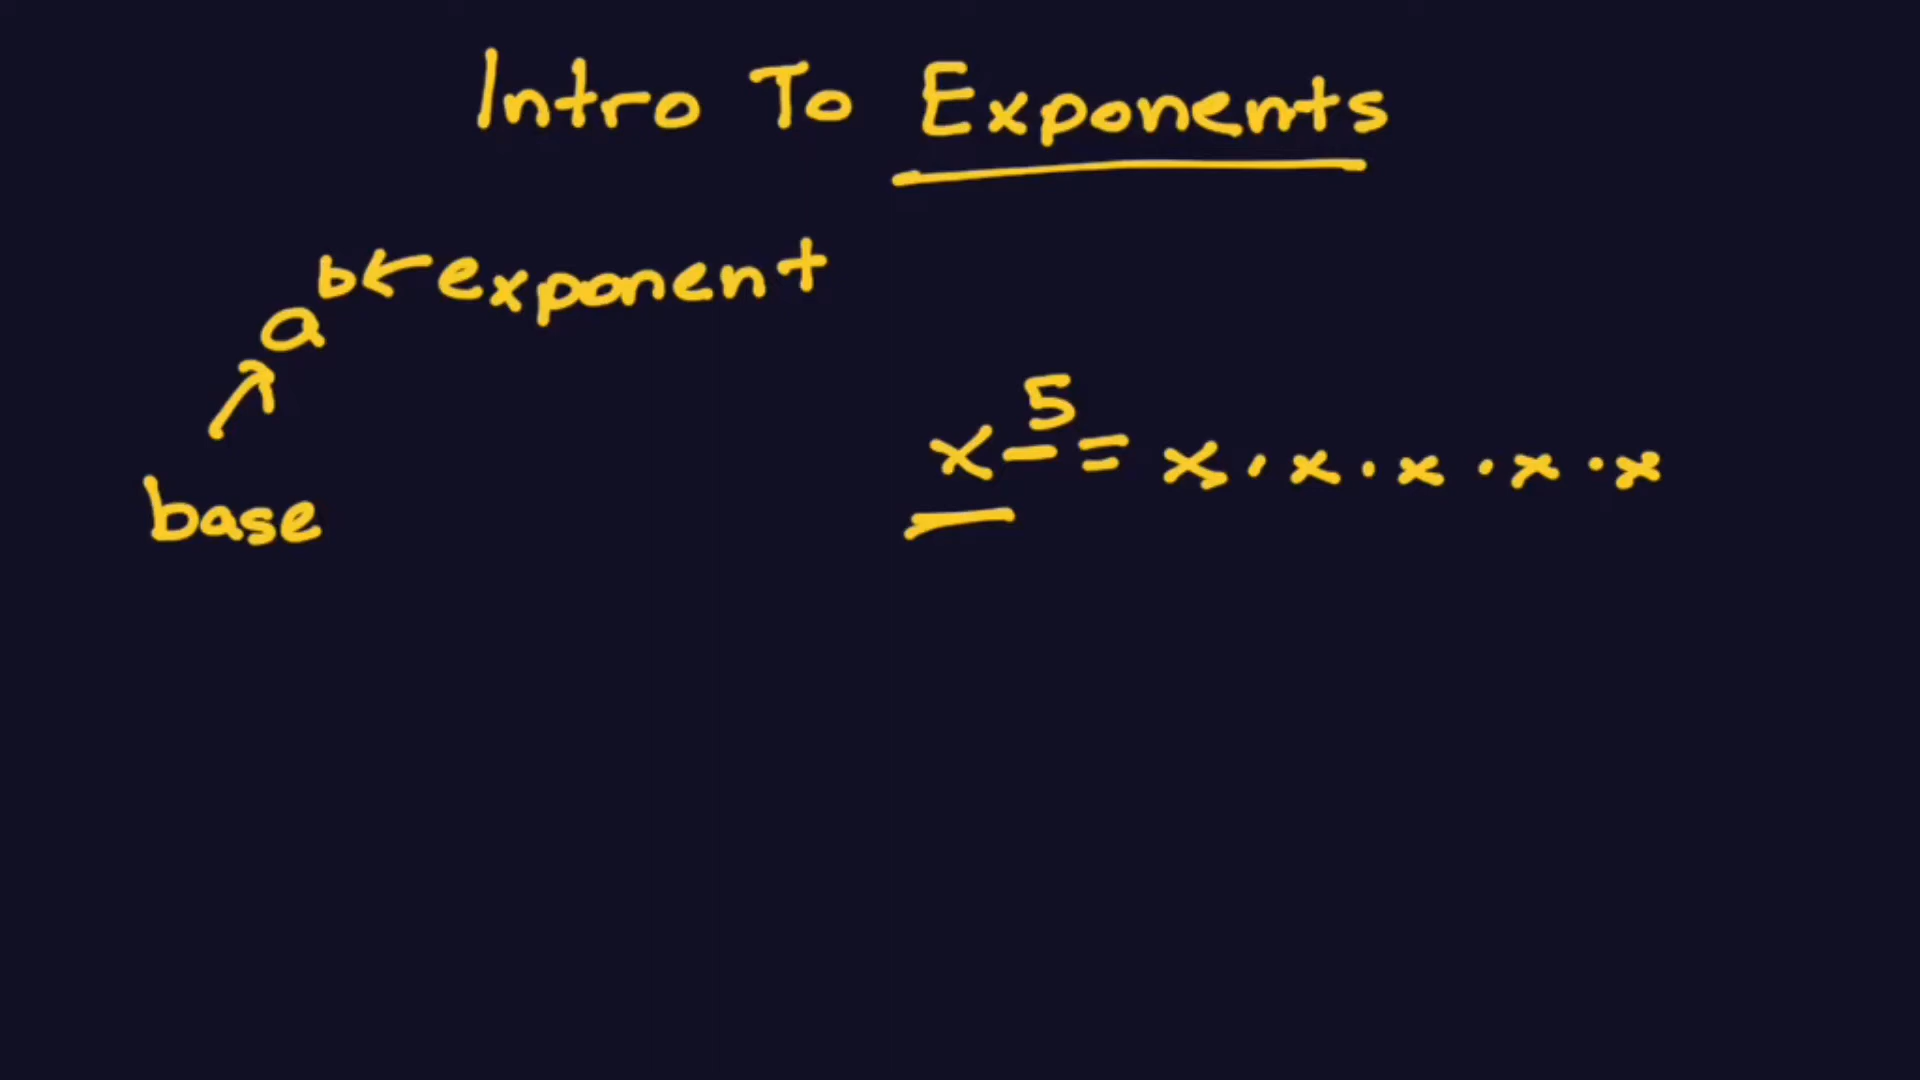 Intro To Exponents
a^b ← exponent
base
x^5 = x · x · x · x · x